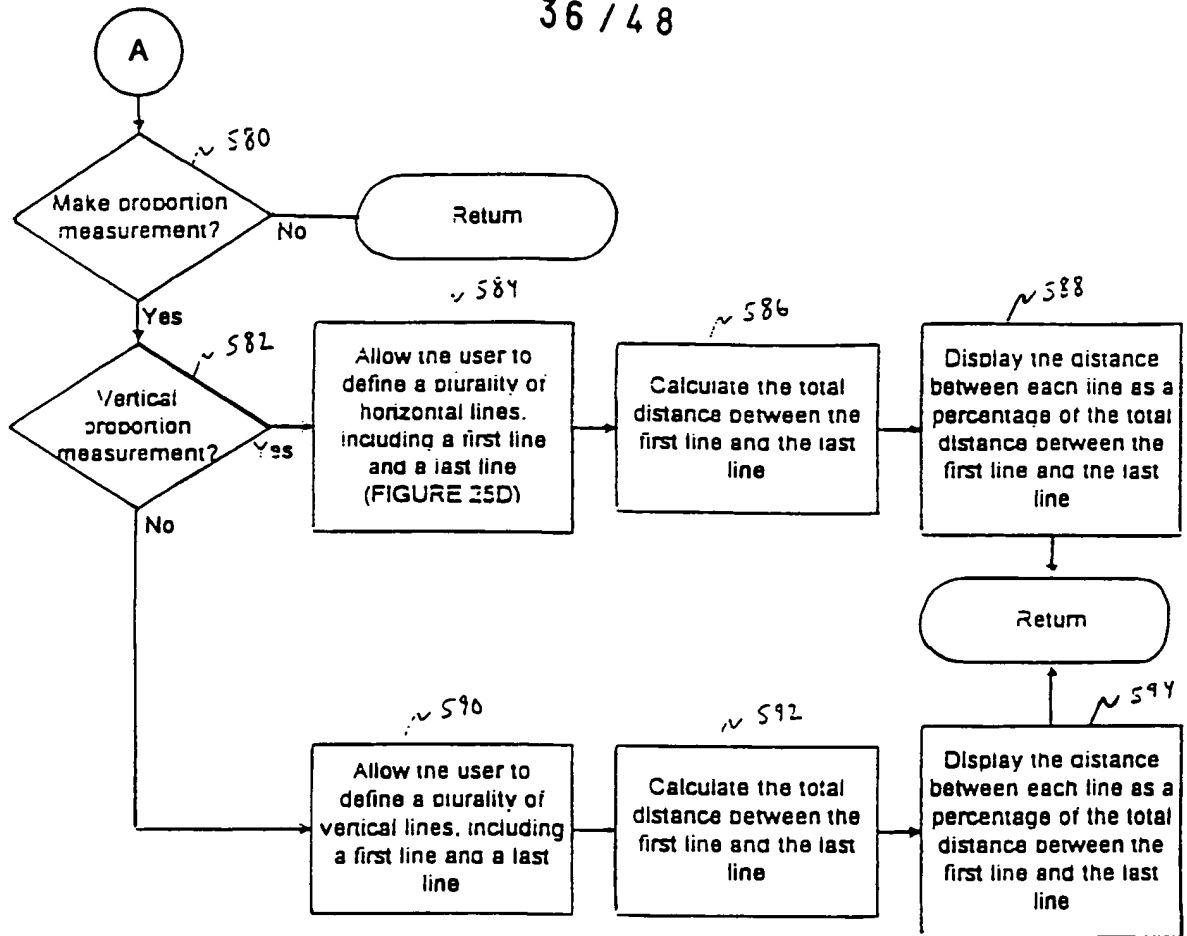 36/48
A
580
Make proportion
measurement?
No
Return
Yes
582
Vertical
proportion
measurement?
Yes
No
584
Allow the user to
define a plurality of
horizontal lines,
including a first line
and a last line
(FIGURE 25D)
586
Calculate the total
distance between the
first line and the last
line
588
Display the distance
between each line as a
percentage of the total
distance between the
first line and the last
line
Return
590
Allow the user to
define a plurality of
vertical lines, including
a first line and a last
line
592
Calculate the total
distance between the
first line and the last
line
594
Display the distance
between each line as a
percentage of the total
distance between the
first line and the last
line